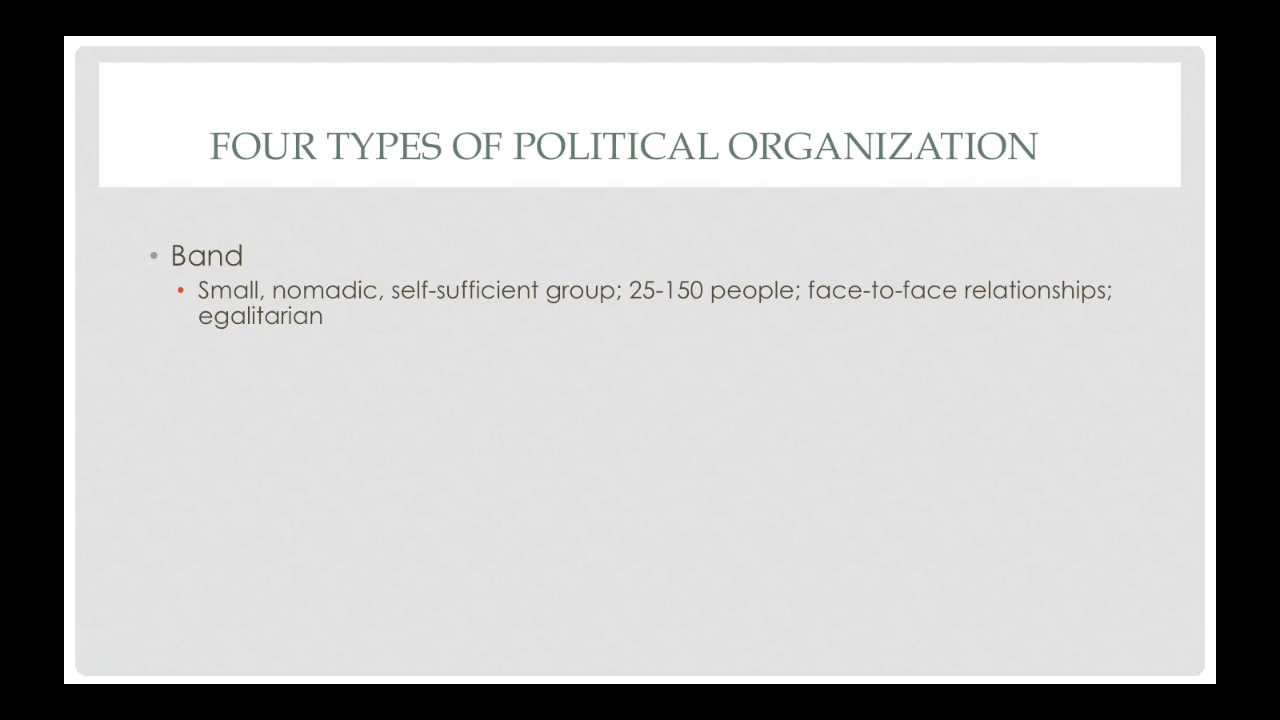 FOUR TYPES OF POLITICAL ORGANIZATION
• Band
• Small, nomadic, self-sufficient group; 25-150 people; face-to-face relationships;
egalitarian